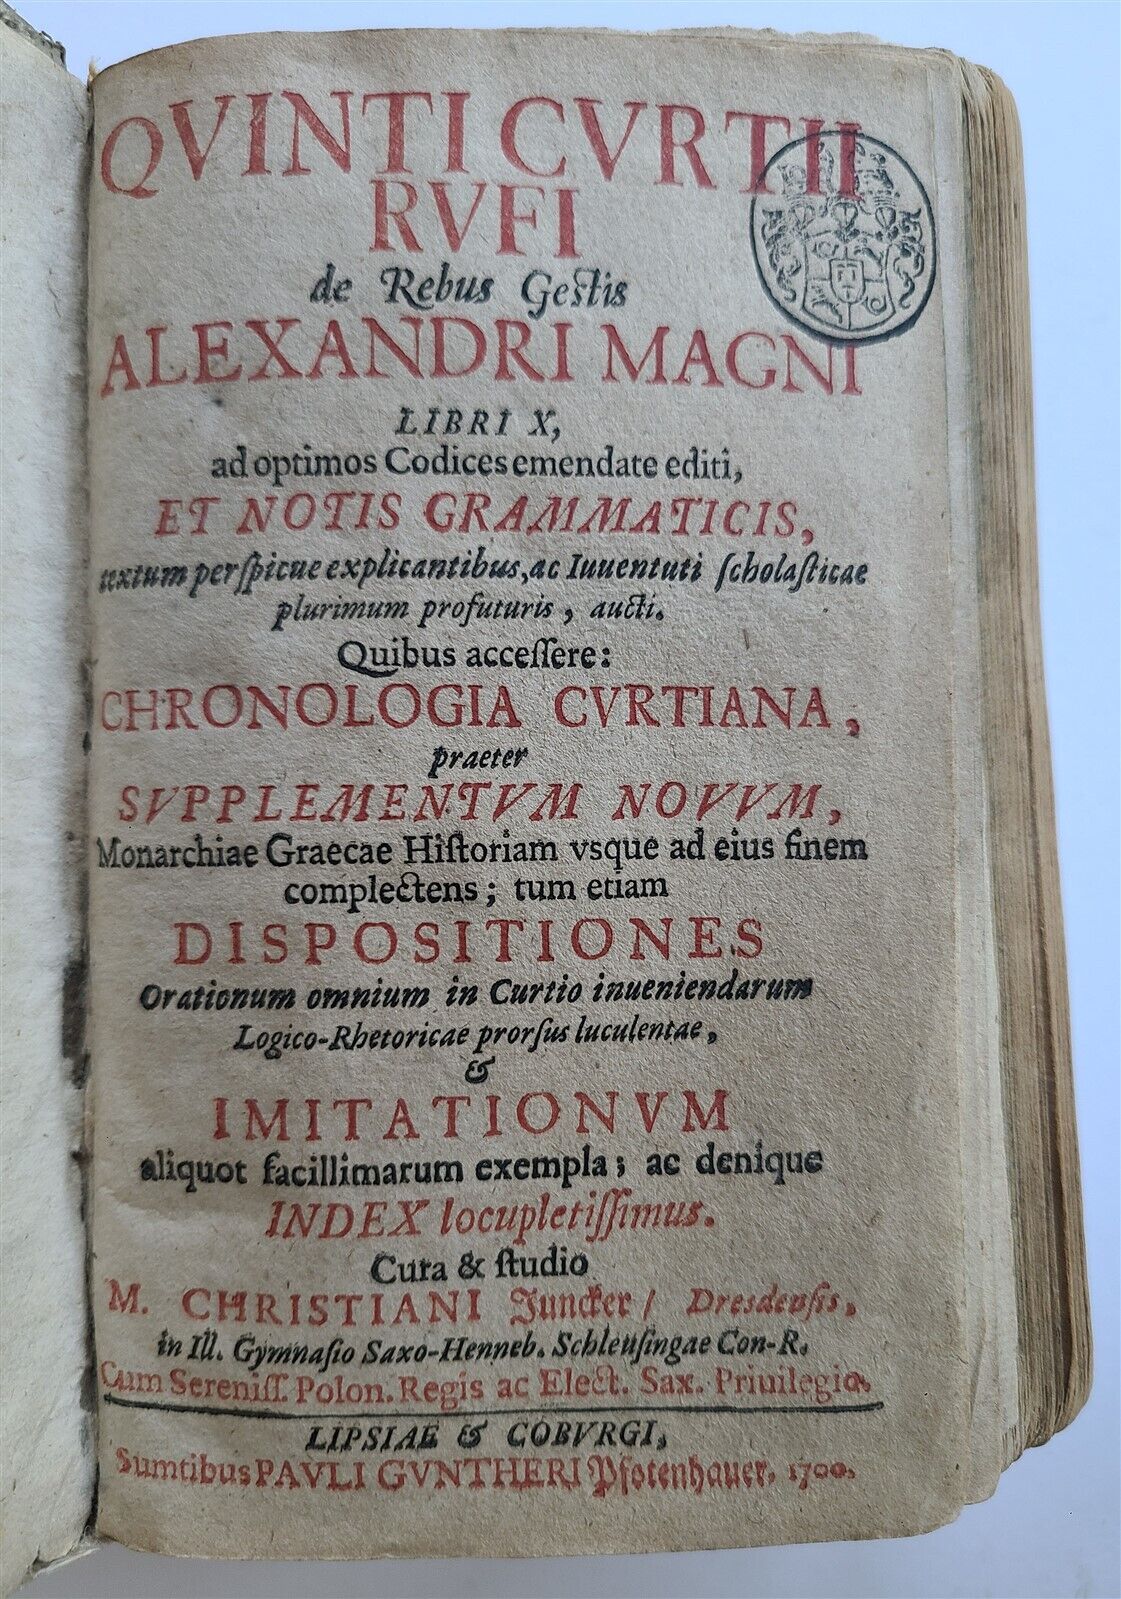 QVINTI CVRTII
RVFI
de Rebus Gestis
ALEXANDRI MAGNI
LIBRI X,
ad optimos Codices emendate editi,
ET NOTIS GRAMMATICIS,
textum perſpicue explicantibus, ac Iuuentuti ſcholaſticae
plurimum profuturis, aucti.
Quibus acceſſere:
CHRONOLOGIA CVRTIANA,
praeter
SVPPLEMENTVM NOVVM,
Monarchiae Graecae Hiſtoriam vsque ad eius finem
complectens; tum etiam
DISPOSITIONES
Orationum omnium in Curtio inueniendarum
Logico-Rhetoricae prorſus luculentae,
&
IMITATIONVM
aliquot facillimarum exempla; ac denique
INDEX locupletiſſimus.
Cura & ſtudio
M. CHRISTIANI Juncker / Dresdenſis,
in Ill. Gymnaſio Saxo-Henneb. Schleuſingae Con-R.
Cum Sereniſſ. Polon. Regis ac Elect. Sax. Priuilegio.
LIPSIAE & COBVRGI,
Sumtibus PAVLI GVNTHERI Pfotenhauer. 1700.